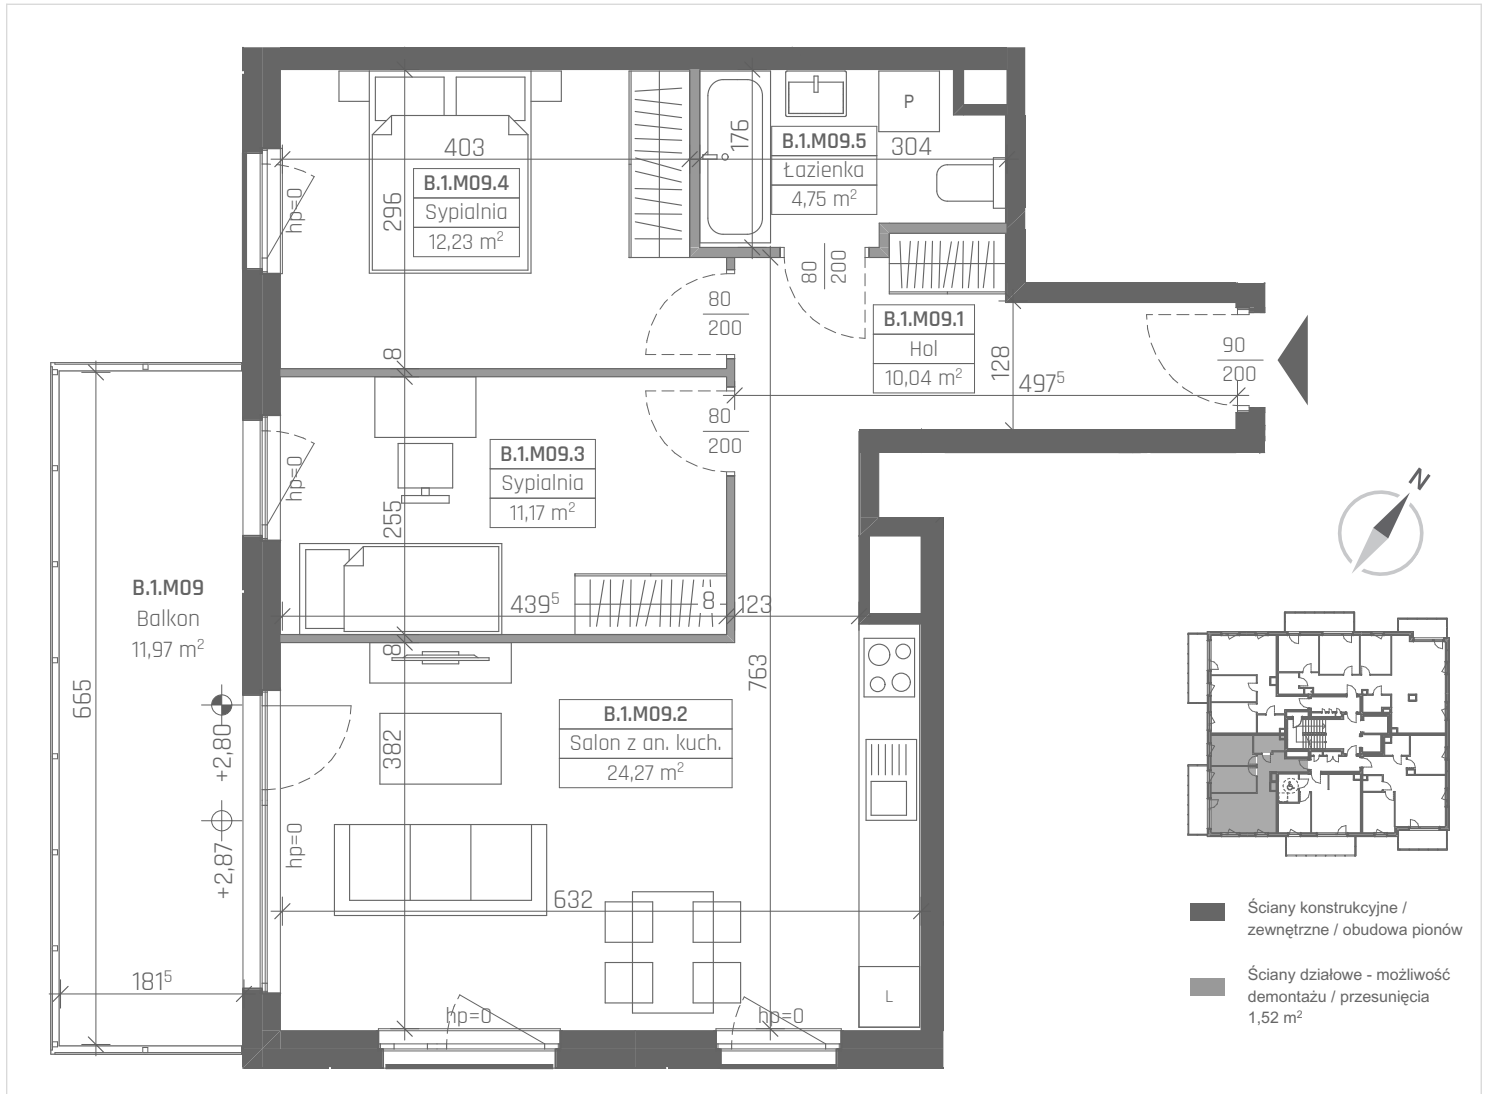 P
176
B.1.M09.5
Łazienka
4,75 m²
304
403
B.1.M09.4
Sypialnia
12,23 m²
296
hp=0
80
200
80
200
B.1.M09.1
Hol
10,04 m²
128
497⁵
90
200
8
80
200
B.1.M09.3
Sypialnia
11,17 m²
hp=0
255
N
B.1.M09
Balkon
11,97 m²
439⁵
8
123
8
763
665
B.1.M09.2
Salon z an. kuch.
24,27 m²
+2,80
382
+2,87
hp=0
632
181⁵
L
hp=0
hp=0
Ściany konstrukcyjne /
zewnętrzne / obudowa pionów
Ściany działowe - możliwość
demontażu / przesunięcia
1,52 m²